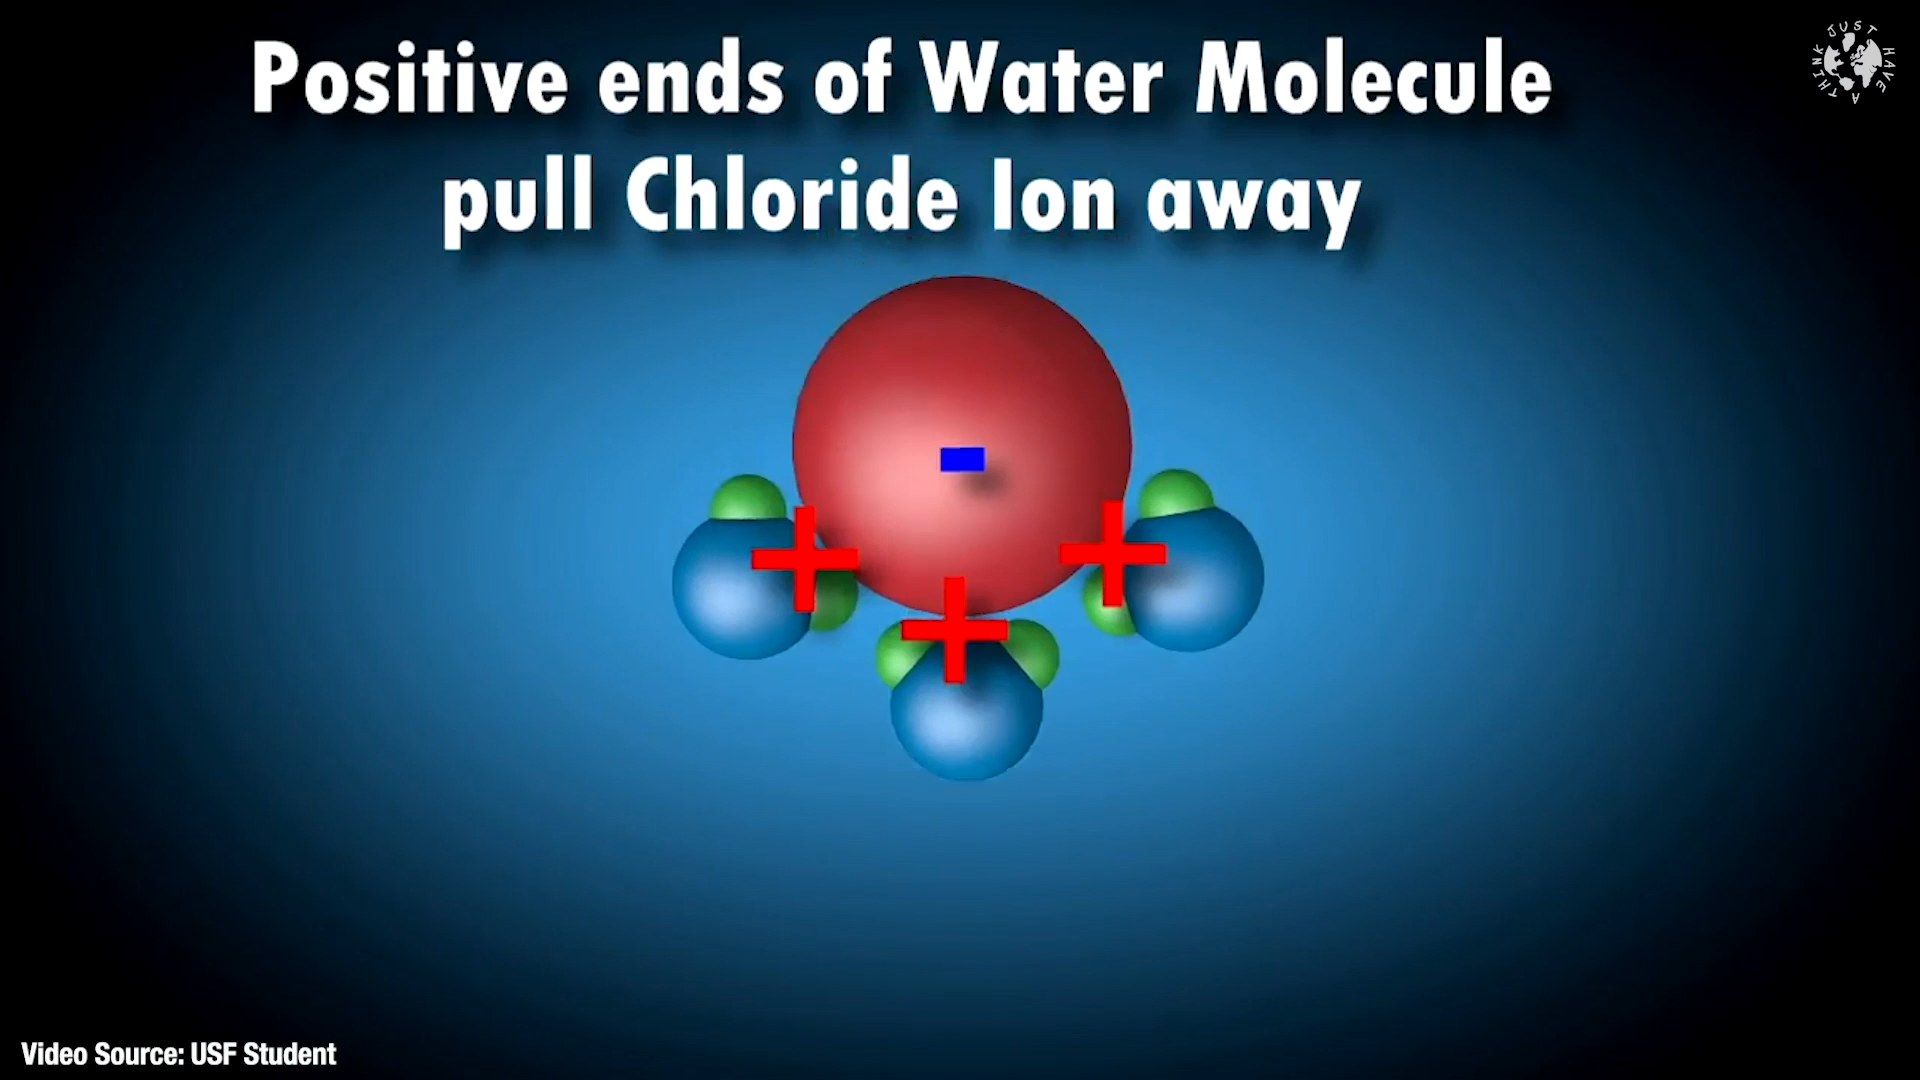 Positive ends of Water Molecule
pull Chloride Ion away
JUST HAVE A THINK
Video Source: USF Student